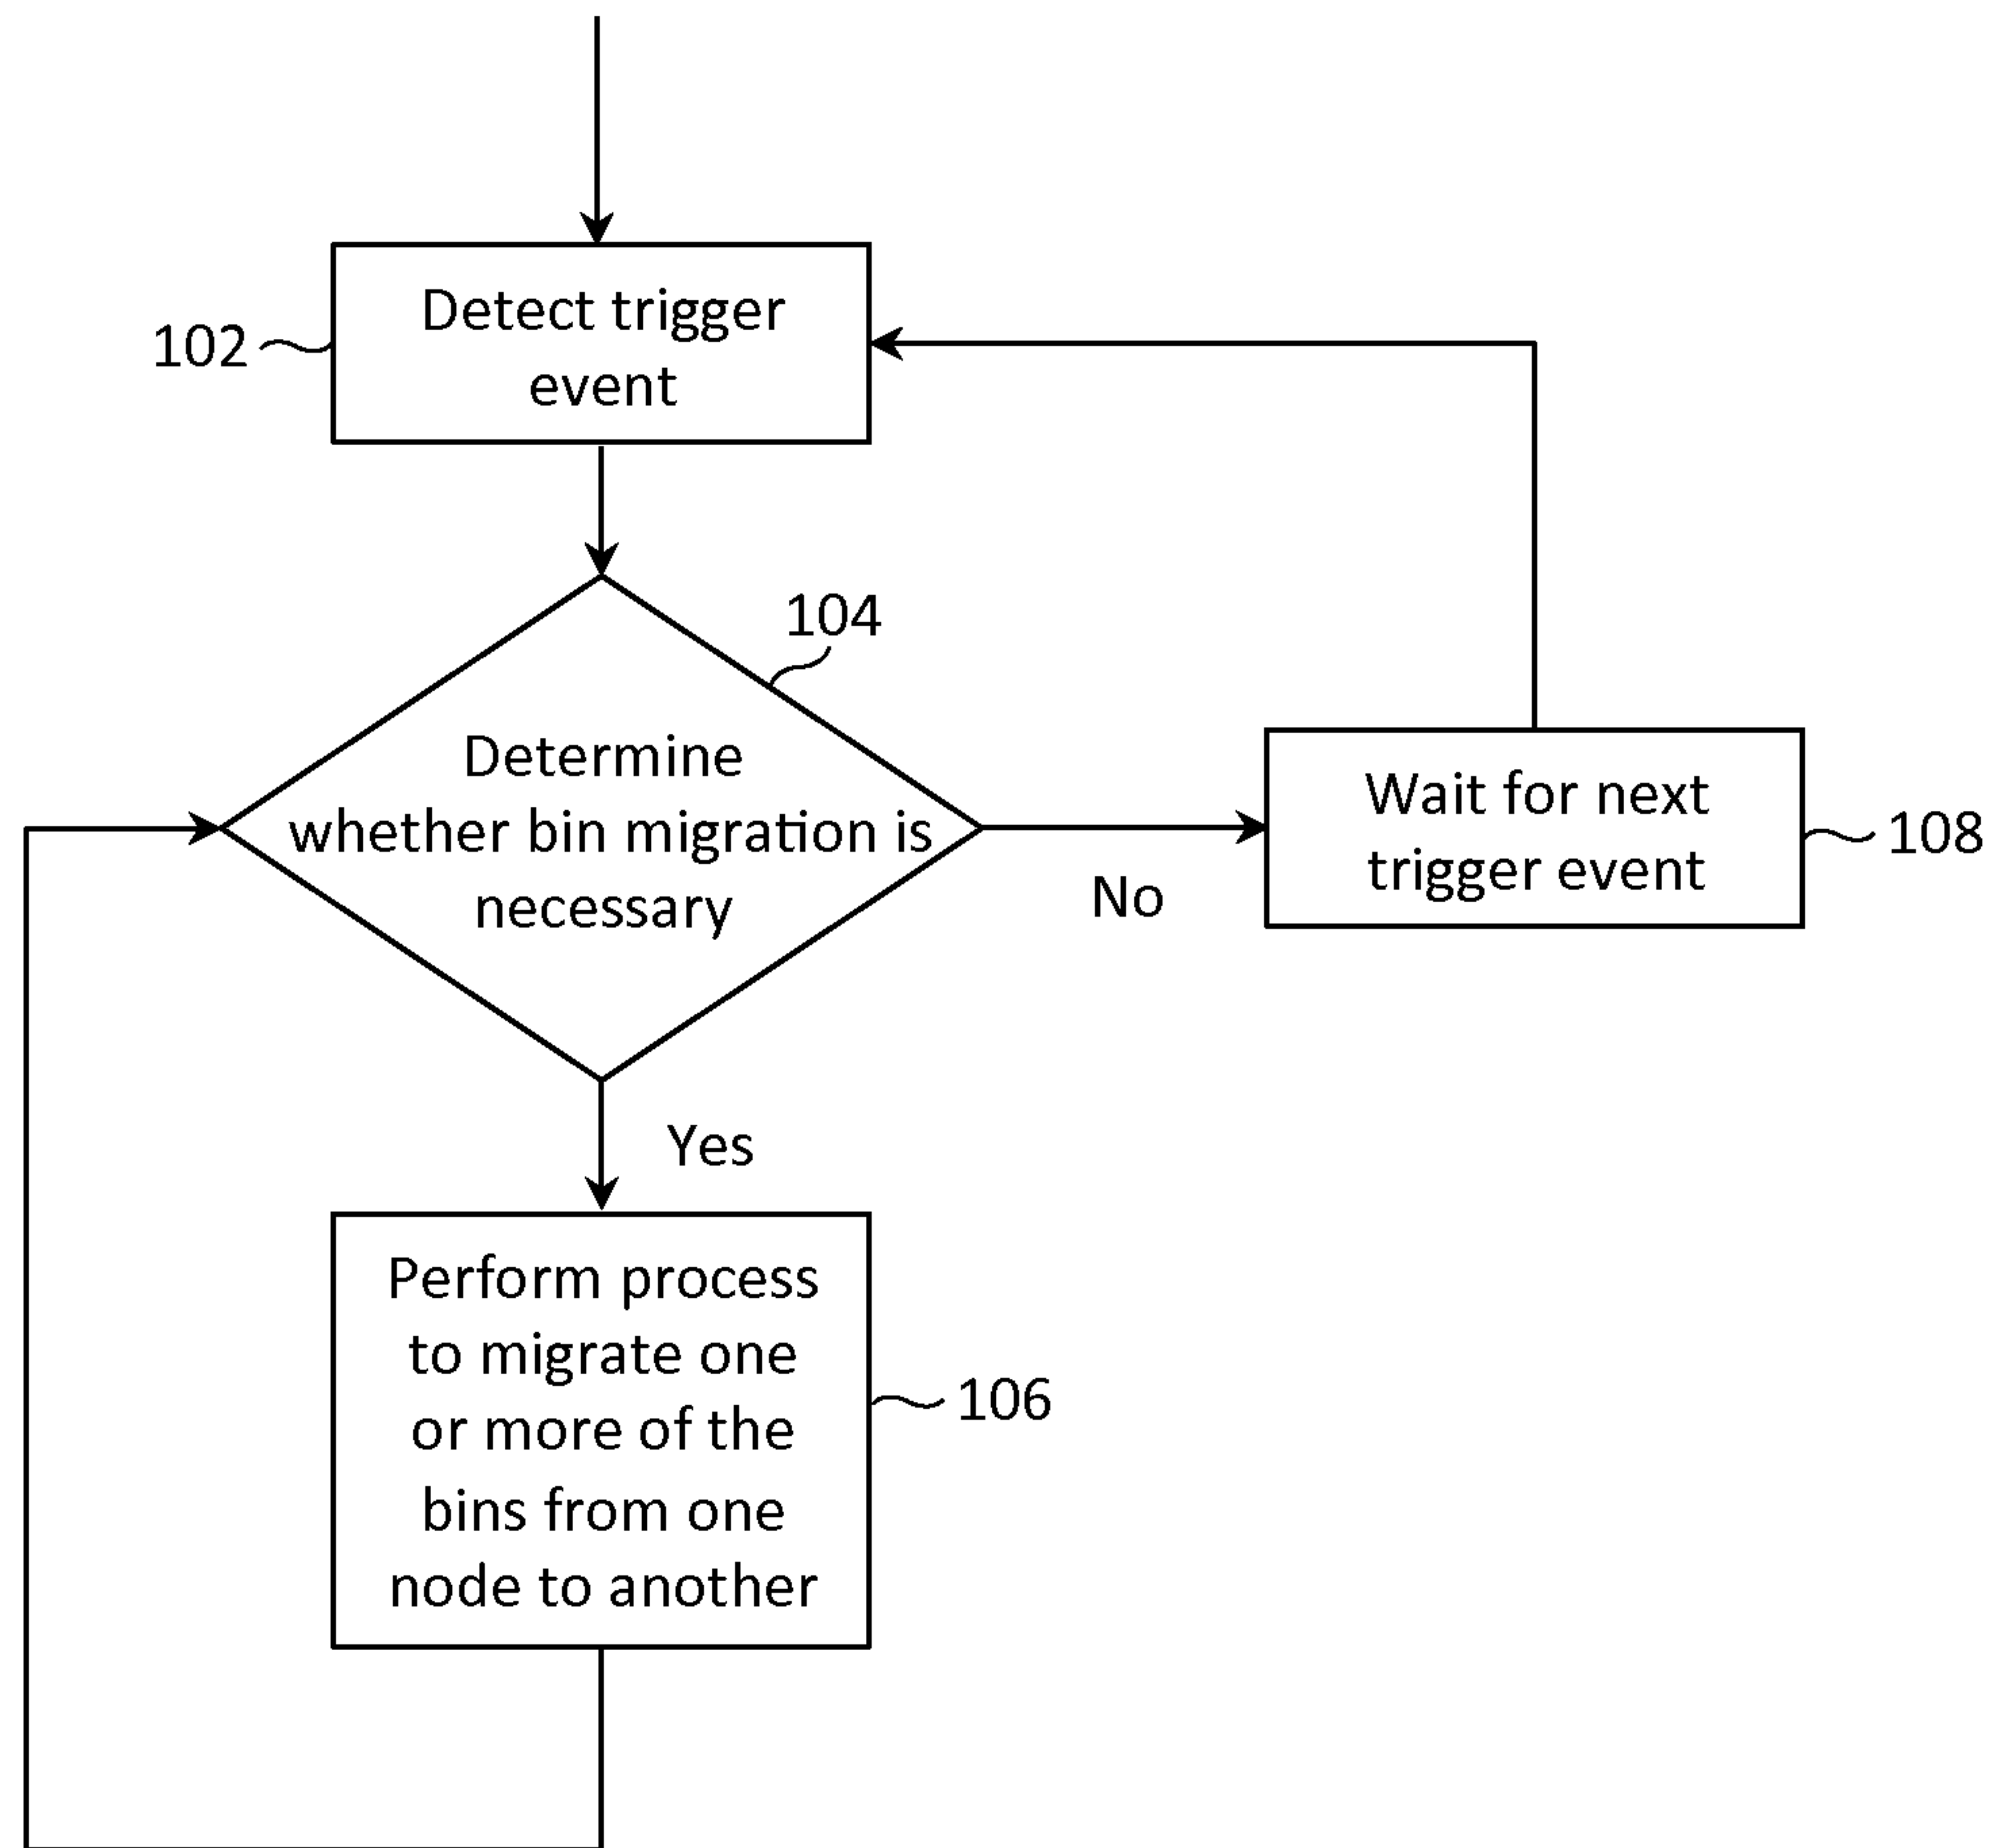 102
Detect trigger
event
104
Determine
whether bin migration is
necessary
No
Wait for next
trigger event
108
Yes
Perform process
to migrate one
or more of the
bins from one
node to another
106